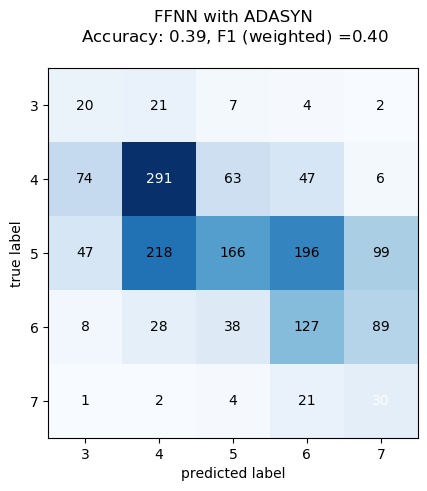 FFNN with ADASYN
Accuracy: 0.39, F1 (weighted) =0.40
3 20 21 7 4 2
4 74 291 63 47 6
5 47 218 166 196 99
6 8 28 38 127 89
7 1 2 4 21 30
true label
3 4 5 6 7
predicted label